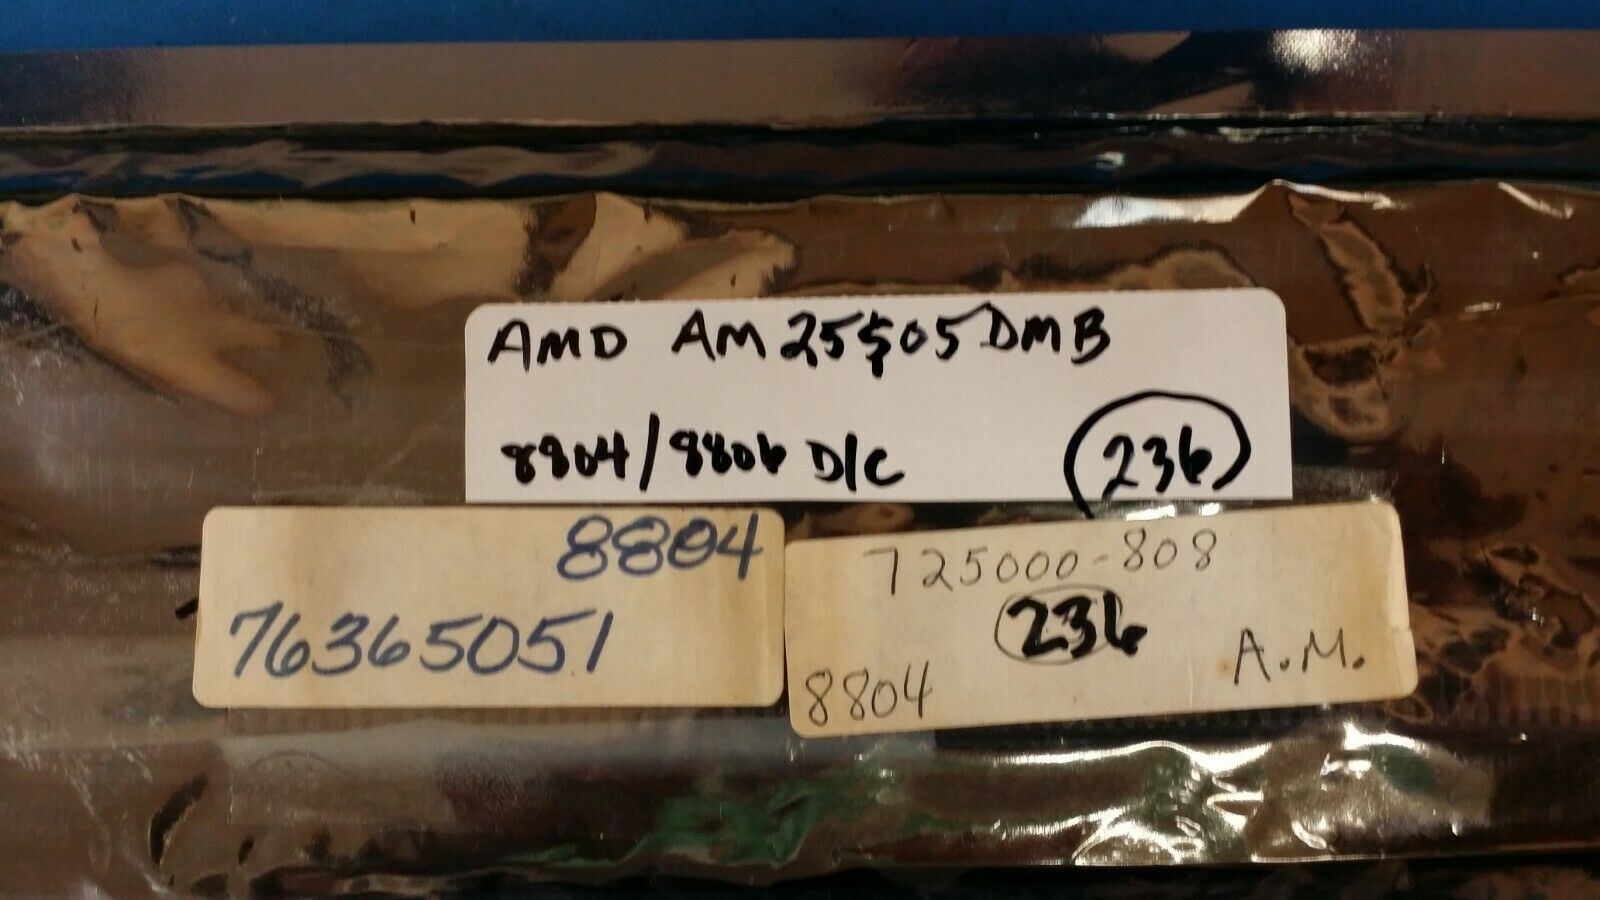 AMD AM25S05DMB
8804/8806 D/C 236
8804
76365051
725000-808
236
8804 A.M.